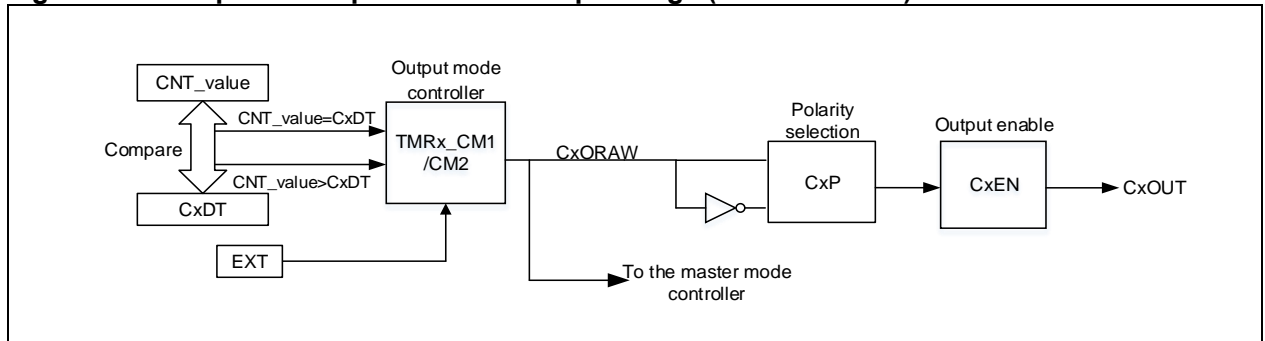 Output mode
controller
CNT_value
CNT_value=CxDT
Compare
CNT_value>CxDT
CxDT
EXT
TMRx_CM1
/CM2
CxORAW
To the master mode
controller
Polarity
selection
CxP
Output enable
CxEN
CxOUT